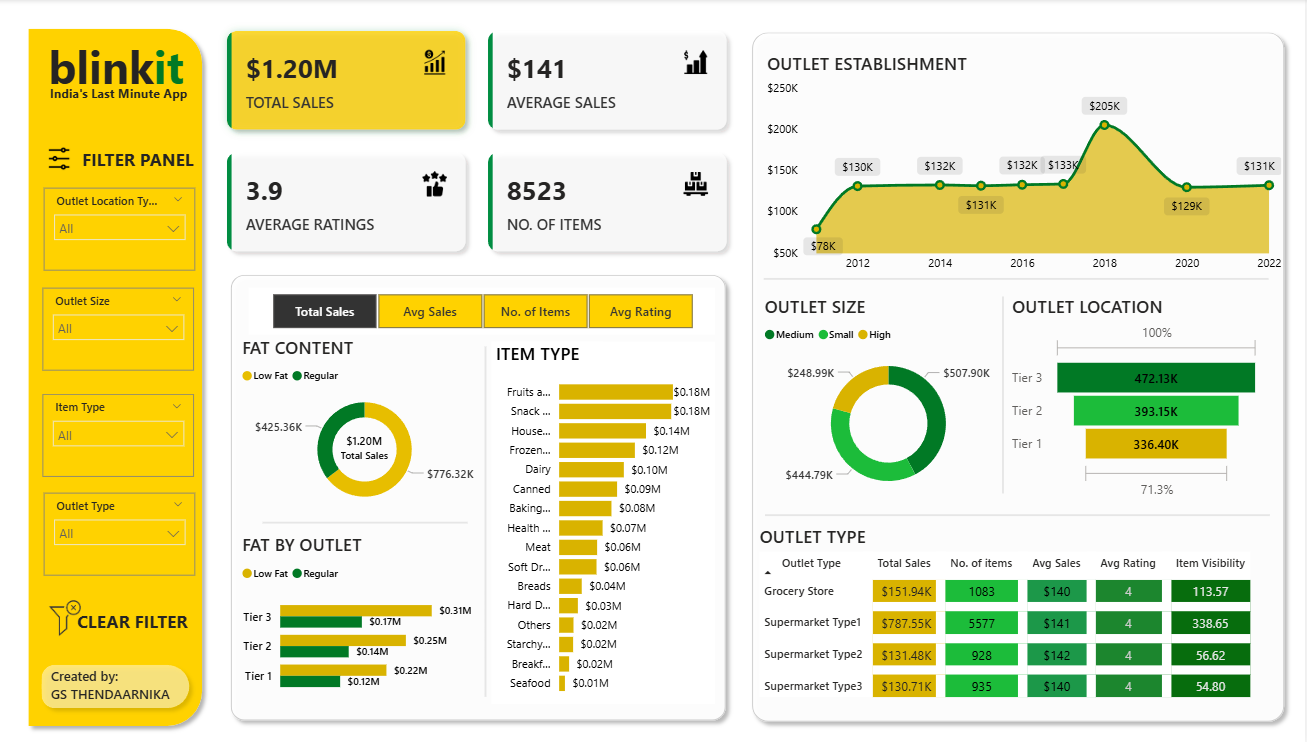 blinkit
India's Last Minute App
FILTER PANEL
Outlet Location Ty...
All
Outlet Size
All
Item Type
All
Outlet Type
All
CLEAR FILTER
Created by:
GS THENDAARNIKA
$1.20M
TOTAL SALES
$141
AVERAGE SALES
3.9
AVERAGE RATINGS
8523
NO. OF ITEMS
Total Sales
Avg Sales
No. of Items
Avg Rating
FAT CONTENT
Low Fat Regular
$425.36K
$1.20M
Total Sales
$776.32K
FAT BY OUTLET
Low Fat Regular
Tier 3 $0.31M
$0.17M
Tier 2 $0.25M
$0.14M
Tier 1 $0.22M
$0.12M
ITEM TYPE
Fruits a... $0.18M
Snack ... $0.18M
House... $0.14M
Frozen... $0.12M
Dairy $0.10M
Canned $0.09M
Baking... $0.08M
Health ... $0.07M
Meat $0.06M
Soft Dr... $0.06M
Breads $0.04M
Hard D... $0.03M
Others $0.02M
Starchy... $0.02M
Breakf... $0.02M
Seafood $0.01M
OUTLET ESTABLISHMENT
$250K
$200K
$150K
$100K
$50K
$78K
$130K
$132K
$131K
$132K
$133K
$205K
$129K
$131K
2012 2014 2016 2018 2020 2022
OUTLET SIZE
Medium Small High
$248.99K
$507.90K
$444.79K
OUTLET LOCATION
100%
Tier 3 472.13K
Tier 2 393.15K
Tier 1 336.40K
71.3%
OUTLET TYPE
Outlet Type Total Sales No. of items Avg Sales Avg Rating Item Visibility
Grocery Store $151.94K 1083 $140 4 113.57
Supermarket Type1 $787.55K 5577 $141 4 338.65
Supermarket Type2 $131.48K 928 $142 4 56.62
Supermarket Type3 $130.71K 935 $140 4 54.80